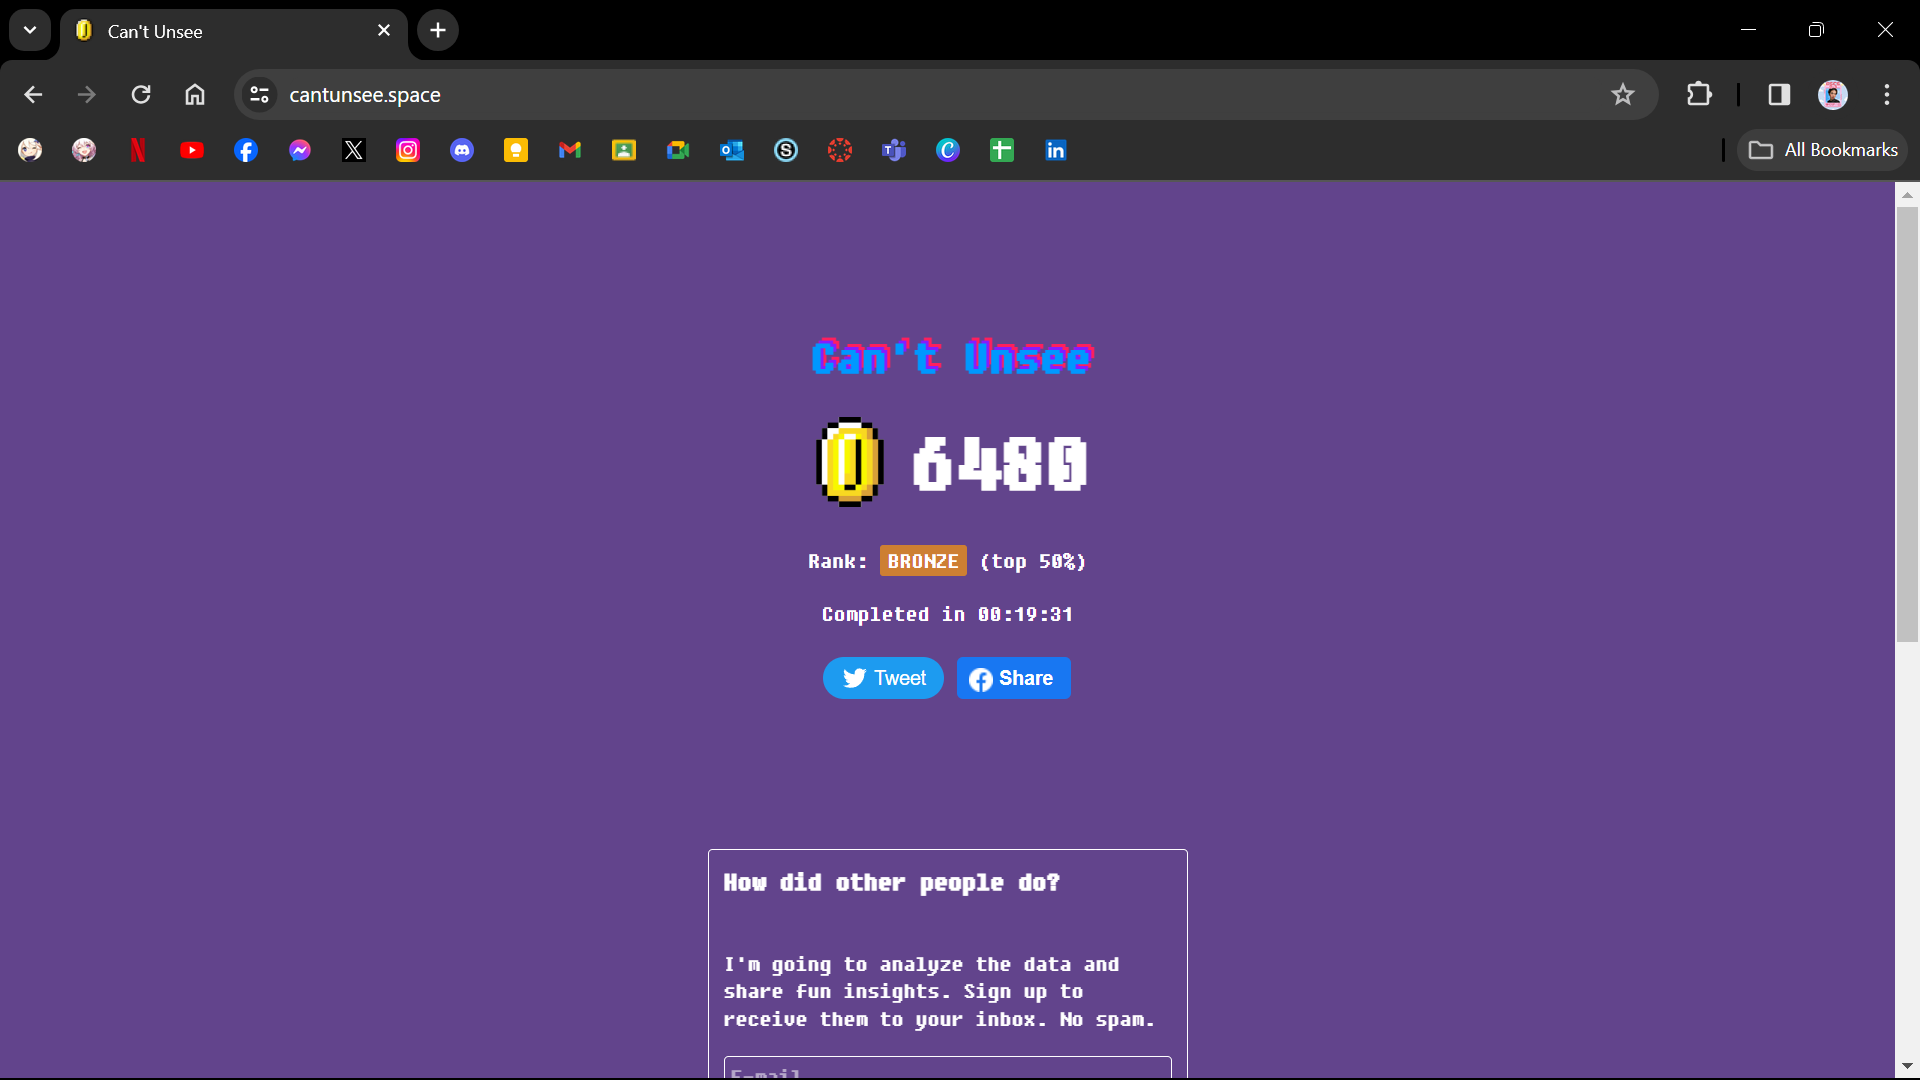 Can't Unsee
cantunsee.space
All Bookmarks
Can't Unsee
6480
Rank: BRONZE (top 50%)
Completed in 00:19:31
Tweet Share
How did other people do?
I'm going to analyze the data and
share fun insights. Sign up to
receive them to your inbox. No spam.
E-mail